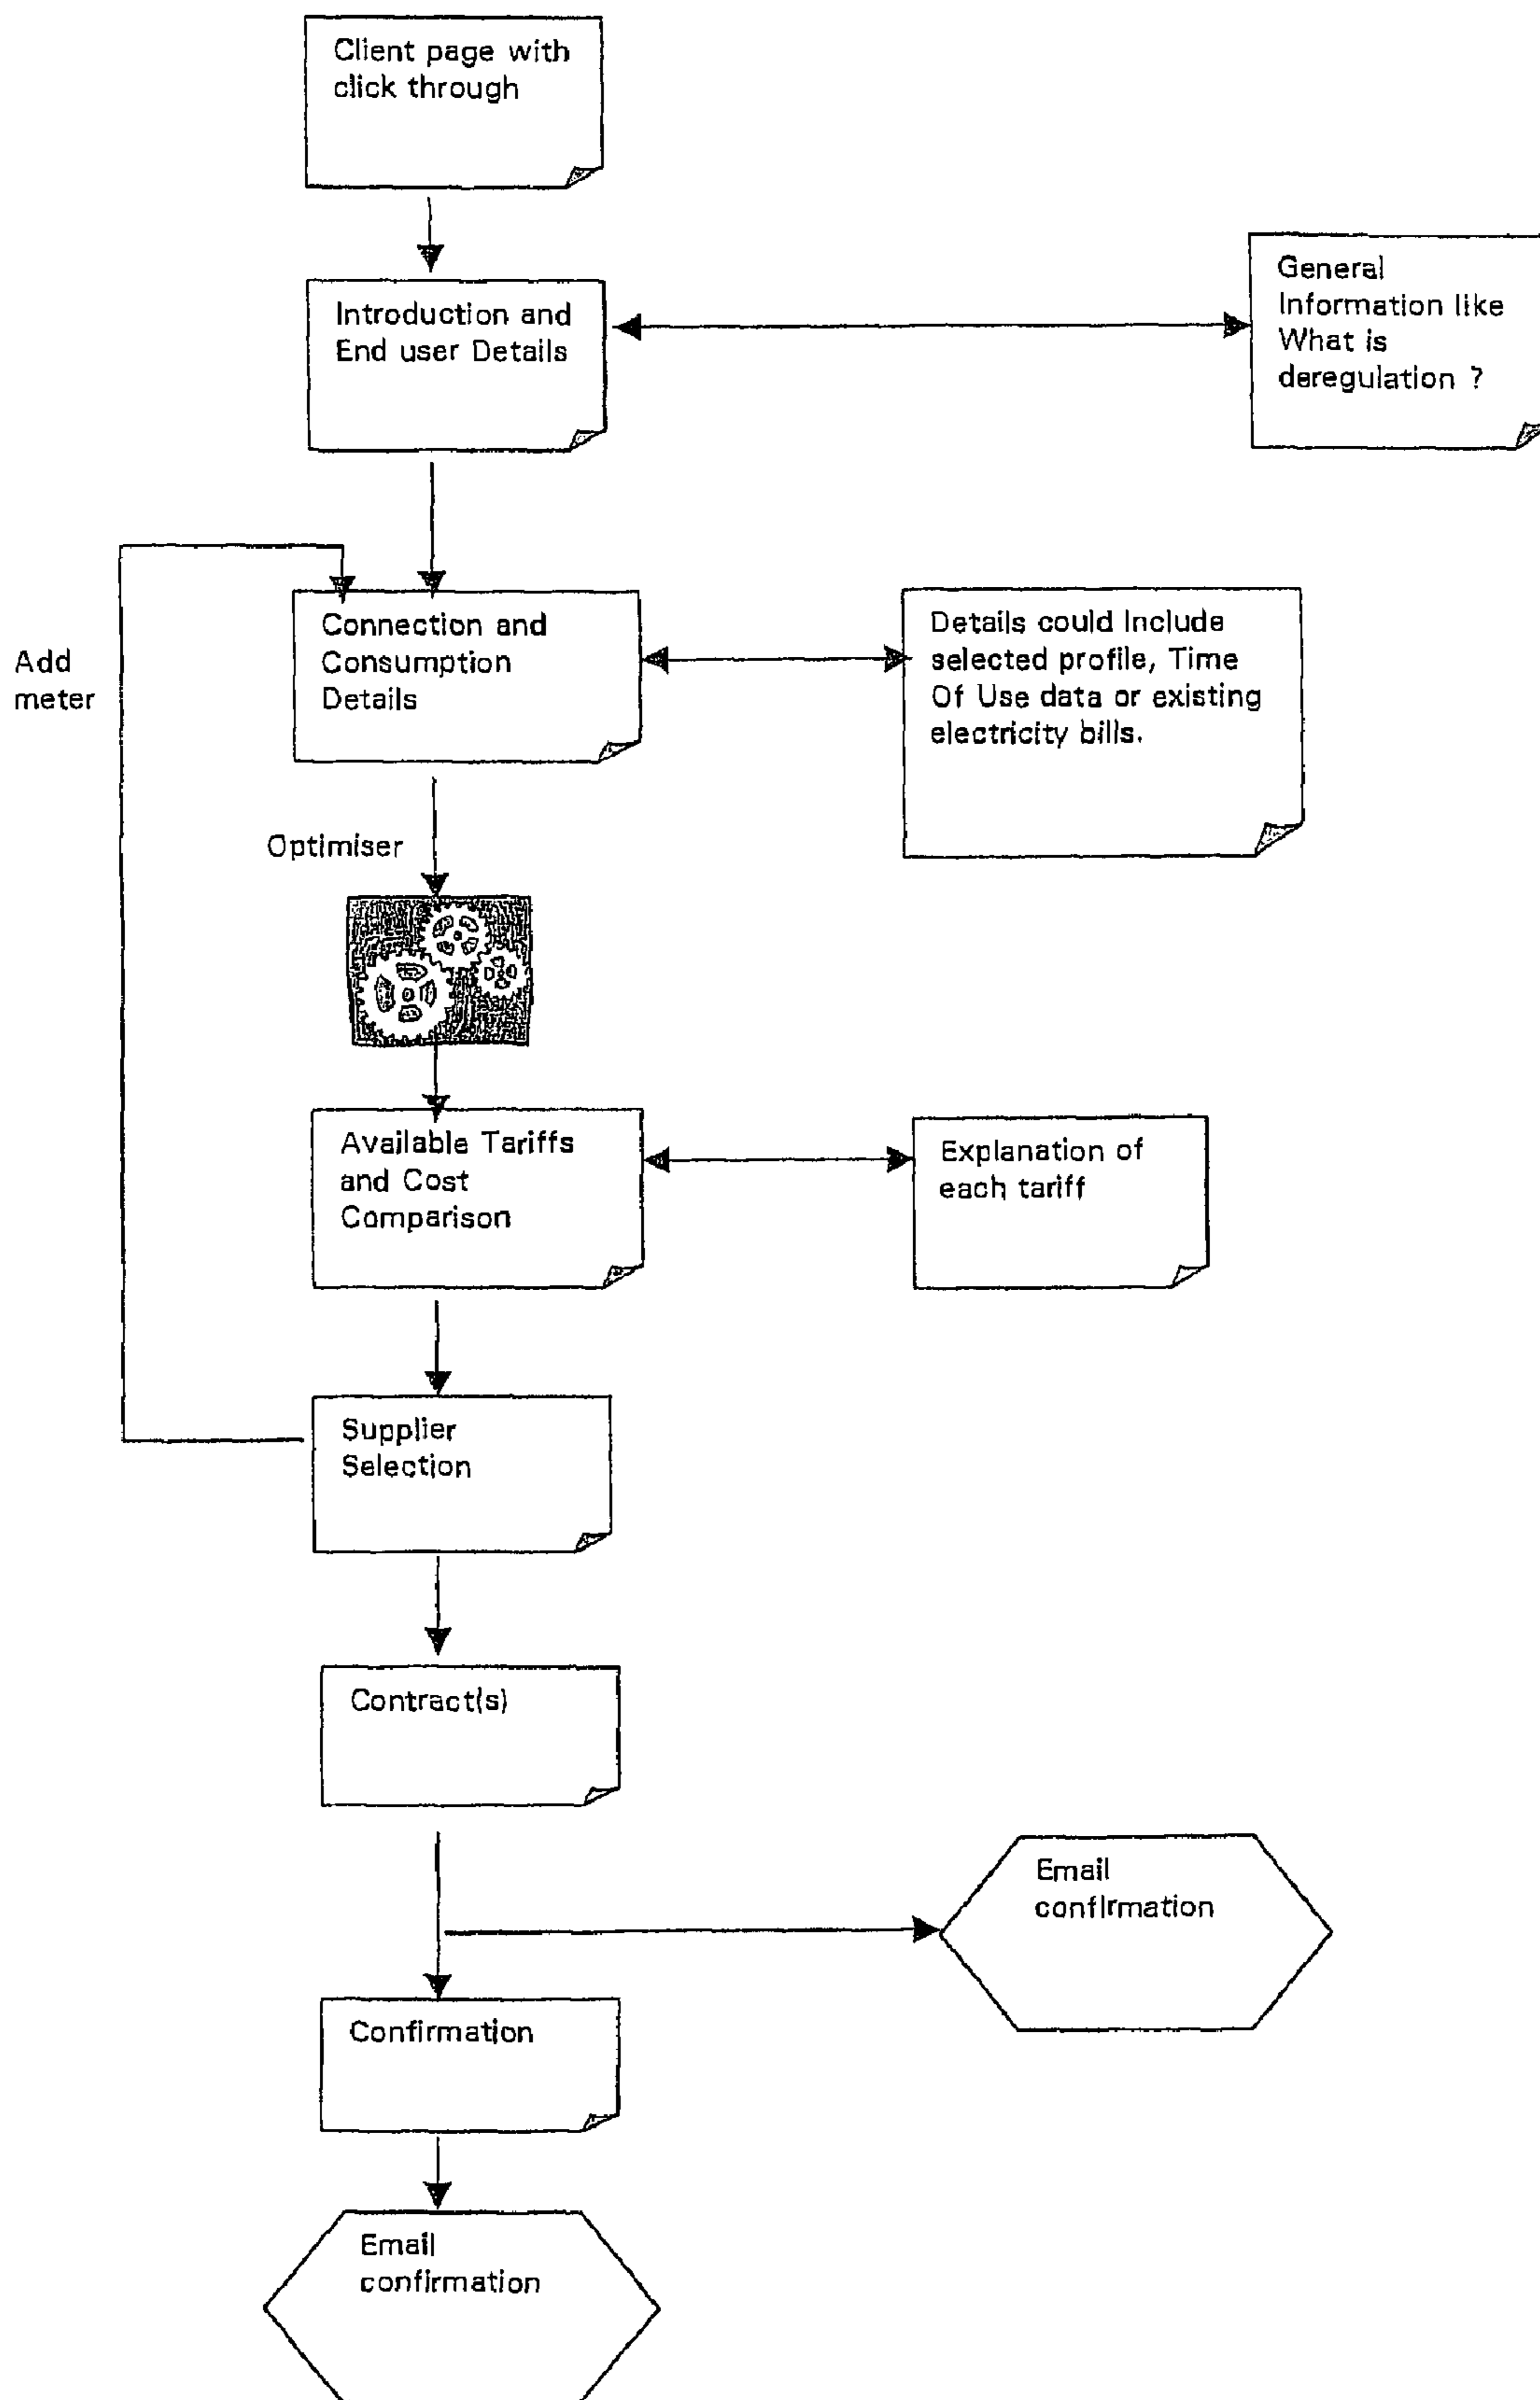 Client page with
click through
Introduction and
End user Details
General
Information like
What is
deregulation ?
Add
meter
Connection and
Consumption
Details
Details could include
selected profile, Time
Of Use data or existing
electricity bills.
Optimiser
Available Tariffs
and Cost
Comparison
Explanation of
each tariff
Supplier
Selection
Contract(s)
Email
confirmation
Confirmation
Email
confirmation